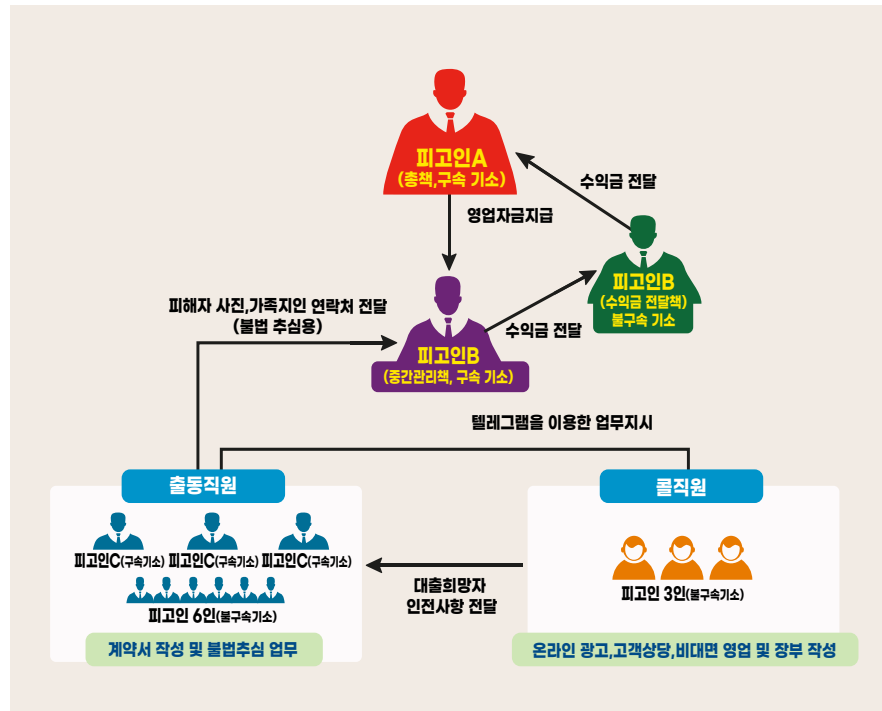 피고인A
(총책,구속 기소)
수익금 전달
영업자금지급
피고인B
(수익금 전달책)
불구속 기소
피해자 사진,가족지인 연락처 전달
(불법 추심용)
수익금 전달
피고인B
(중간관리책, 구속 기소)
텔레그램을 이용한 업무지시
출동직원
콜직원
피고인C(구속기소) 피고인C(구속기소) 피고인C(구속기소)
피고인 6인(불구속기소)
대출희망자
인전사항 전달
피고인 3인(불구속기소)
계약서 작성 및 불법추심 업무
온라인 광고,고객상당,비대면 영업 및 장부 작성